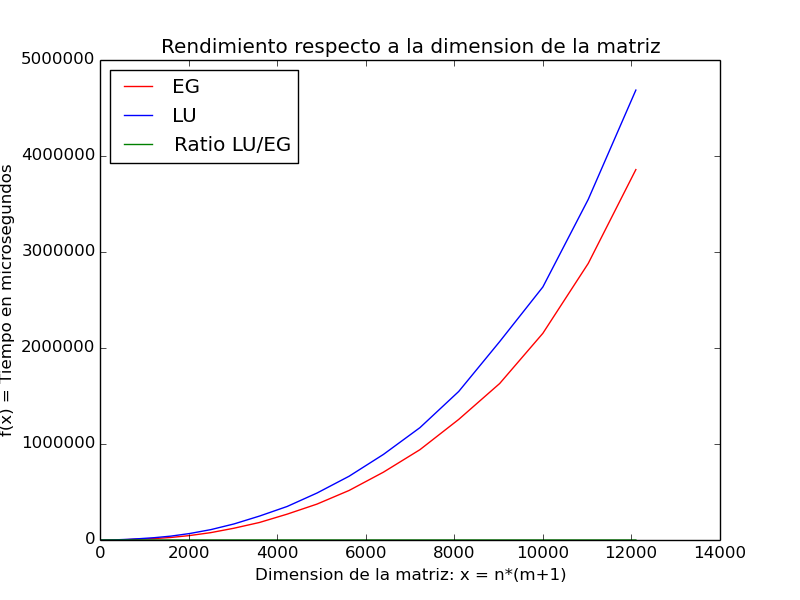 Rendimiento respecto a la dimension de la matriz
5000000
4000000
3000000
2000000
1000000
0
f(x) = Tiempo en microsegundos
EG
LU
Ratio LU/EG
0 2000 4000 6000 8000 10000 12000 14000
Dimension de la matriz: x = n*(m+1)